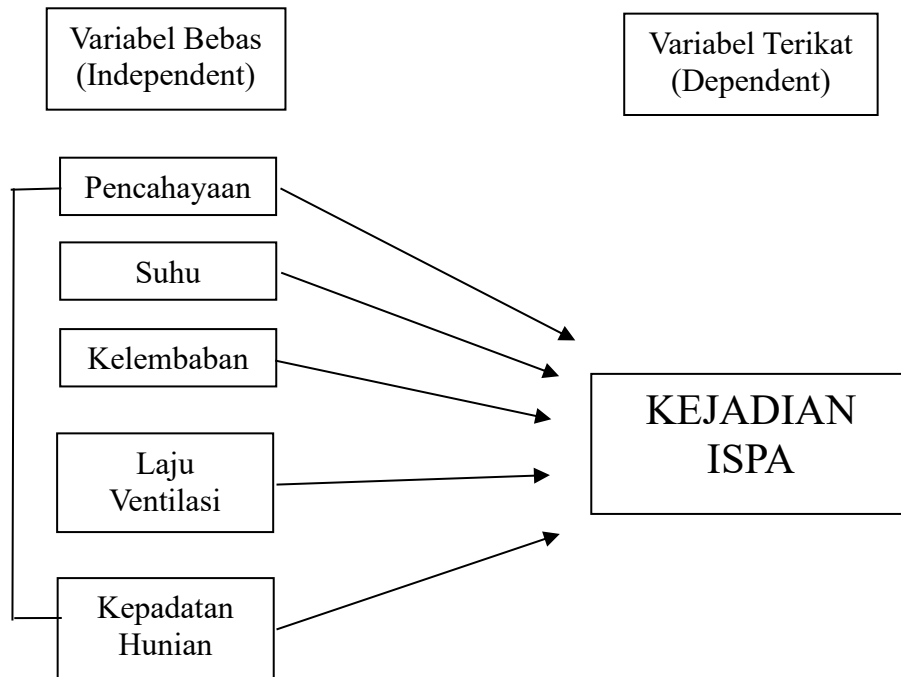 Variabel Bebas
(Independent)
Variabel Terikat
(Dependent)
Pencahayaan
Suhu
Kelembaban
Laju
Ventilasi
Kepadatan
Hunian
KEJADIAN
ISPA